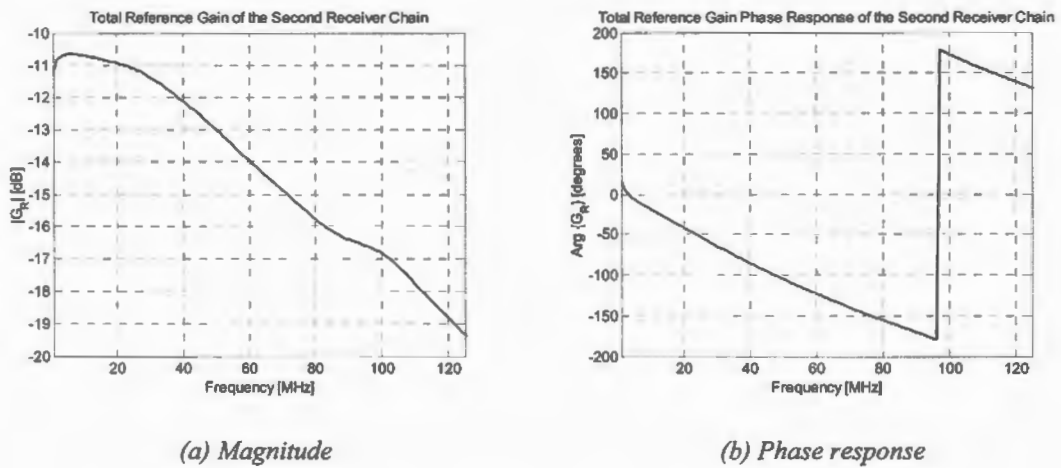 Total Reference Gain of the Second Receiver Chain
-10
-11
-12
-13
-14
-15
-16
-17
-18
-19
-20
|G_R| [dB]
20 40 60 80 100 120
Frequency [MHz]
(a) Magnitude
Total Reference Gain Phase Response of the Second Receiver Chain
200
150
100
50
0
-50
-100
-150
-200
Arg {G_R} [degrees]
20 40 60 80 100 120
Frequency [MHz]
(b) Phase response